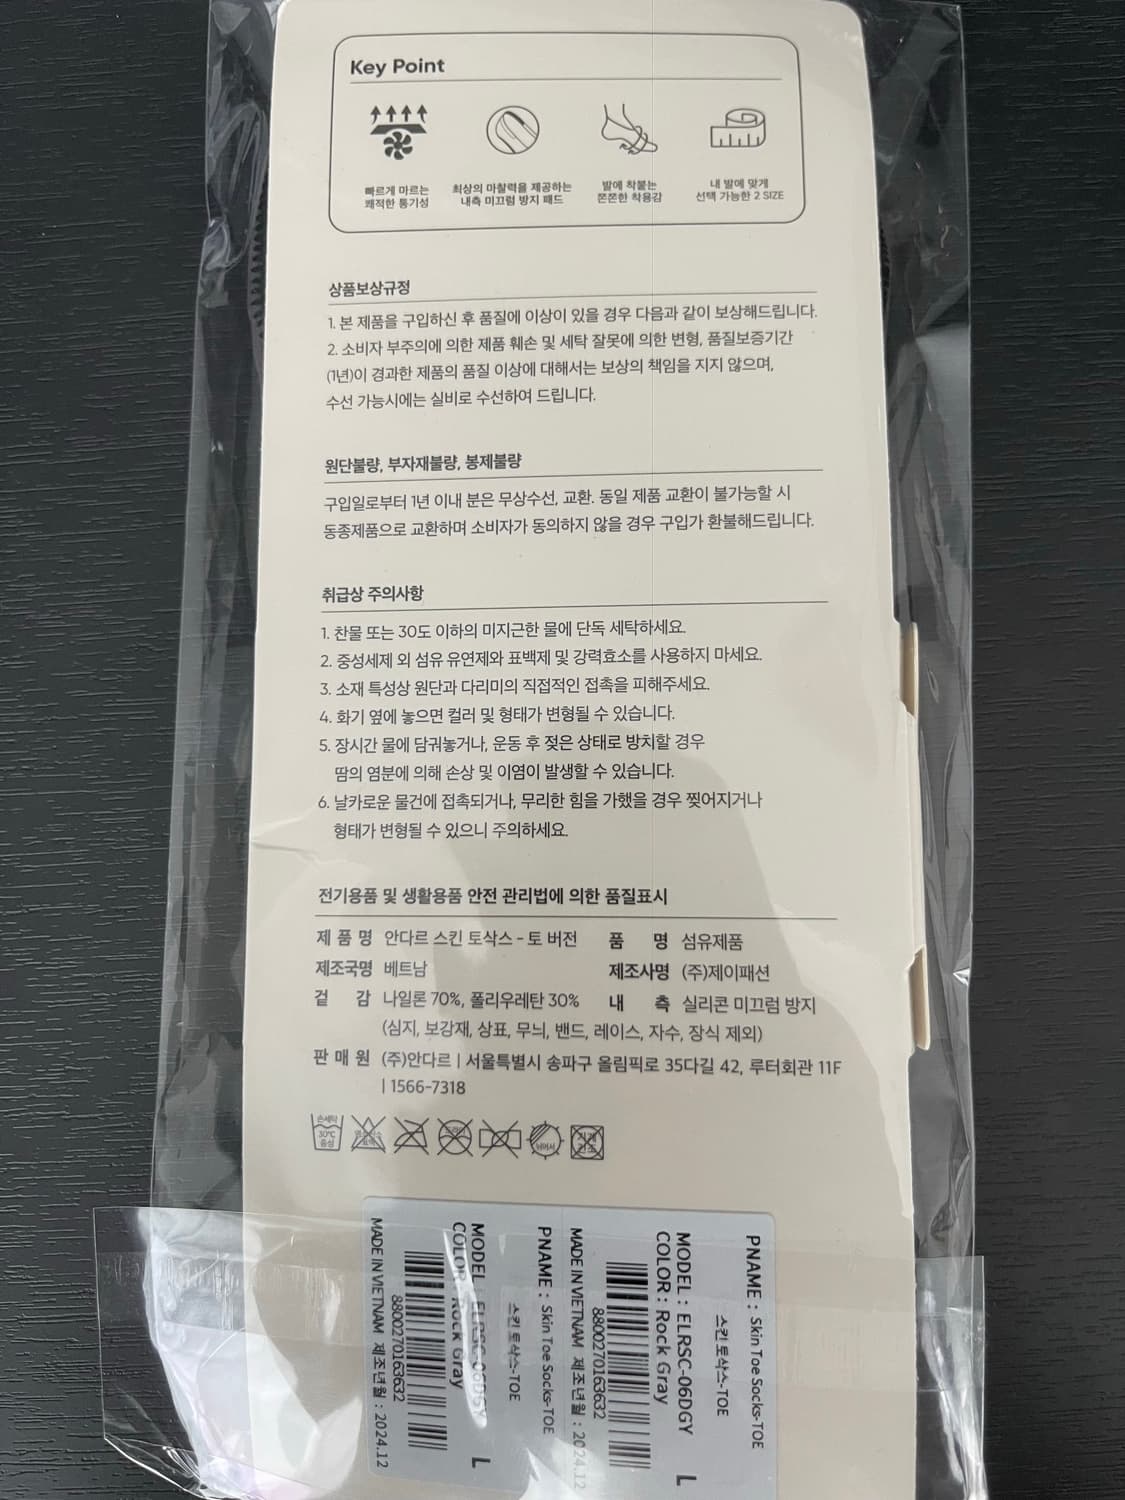 Key Point
빠르게 마르는
쾌적한 통기성
최상의 마찰력을 제공하는
내측 미끄럼 방지 패드
발에 착붙는
쫀쫀한 착용감
내 발에 맞게
선택 가능한 2 SIZE
상품보상규정
1. 본 제품을 구입하신 후 품질에 이상이 있을 경우 다음과 같이 보상해드립니다.
2. 소비자 부주의에 의한 제품 훼손 및 세탁 잘못에 의한 변형, 품질보증기간
(1년)이 경과한 제품의 품질 이상에 대해서는 보상의 책임을 지지 않으며,
수선 가능시에는 실비로 수선하여 드립니다.
원단불량, 부자재불량, 봉제불량
구입일로부터 1년 이내 분은 무상수선, 교환. 동일 제품 교환이 불가능할 시
동종제품으로 교환하며 소비자가 동의하지 않을 경우 구입가 환불해드립니다.
취급상 주의사항
1. 찬물 또는 30도 이하의 미지근한 물에 단독 세탁하세요.
2. 중성세제 외 섬유 유연제와 표백제 및 강력효소를 사용하지 마세요.
3. 소재 특성상 원단과 다리미의 직접적인 접촉을 피해주세요.
4. 화기 옆에 놓으면 컬러 및 형태가 변형될 수 있습니다.
5. 장시간 물에 담궈놓거나, 운동 후 젖은 상태로 방치할 경우
땀의 염분에 의해 손상 및 이염이 발생할 수 있습니다.
6. 날카로운 물건에 접촉되거나, 무리한 힘을 가했을 경우 찢어지거나
형태가 변형될 수 있으니 주의하세요.
전기용품 및 생활용품 안전 관리법에 의한 품질표시
제품명 안다르 스킨 토삭스 - 토 버전 품명 섬유제품
제조국명 베트남 제조사명 (주)제이패션
겉감 나일론 70%, 폴리우레탄 30% 내측 실리콘 미끄럼 방지
(심지, 보강재, 상표, 무늬, 밴드, 레이스, 자수, 장식 제외)
판매원 (주)안다르 | 서울특별시 송파구 올림픽로 35다길 42, 루터회관 11F
| 1566-7318
손세탁
30℃
중성
뉘어서
PNAME : Skin Toe Socks-TOE
스킨 토삭스-TOE
MODEL : ELRSC-06DGY L
COLOR : Rock Gray
8800270163632
MADE IN VIETNAM 제조년월 : 2024.12
PNAME : Skin Toe Socks-TOE
스킨 토삭스-TOE
MODEL : ELRSC-06DGY L
COLOR : Rock Gray
8800270163632
MADE IN VIETNAM 제조년월 : 2024.12